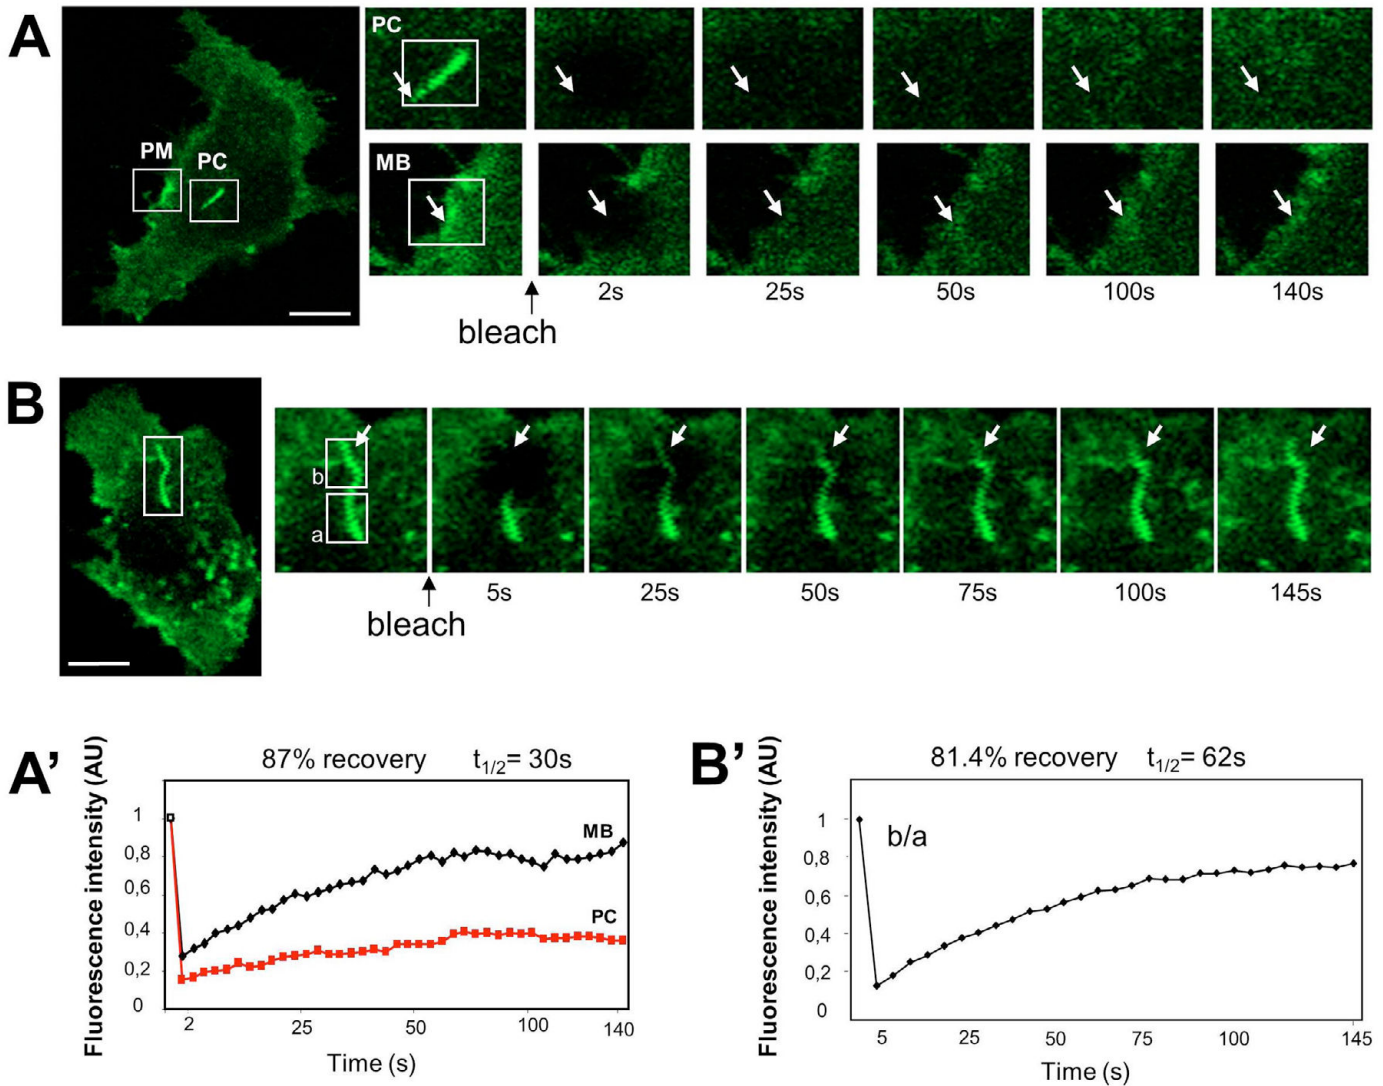 A
PM
PC
PC
MB
2s
25s
50s
100s
140s
bleach
B
b
a
5s
25s
50s
75s
100s
145s
bleach
A’
87% recovery t1/2= 30s
Fluorescence intensity (AU)
1
0,8
0,6
0,4
0,2
0
MB
PC
2
25
50
100
140
Time (s)
B’
81.4% recovery t1/2= 62s
Fluorescence intensity (AU)
b/a
1
0,8
0,6
0,4
0,2
0
5
25
50
75
100
145
Time (s)